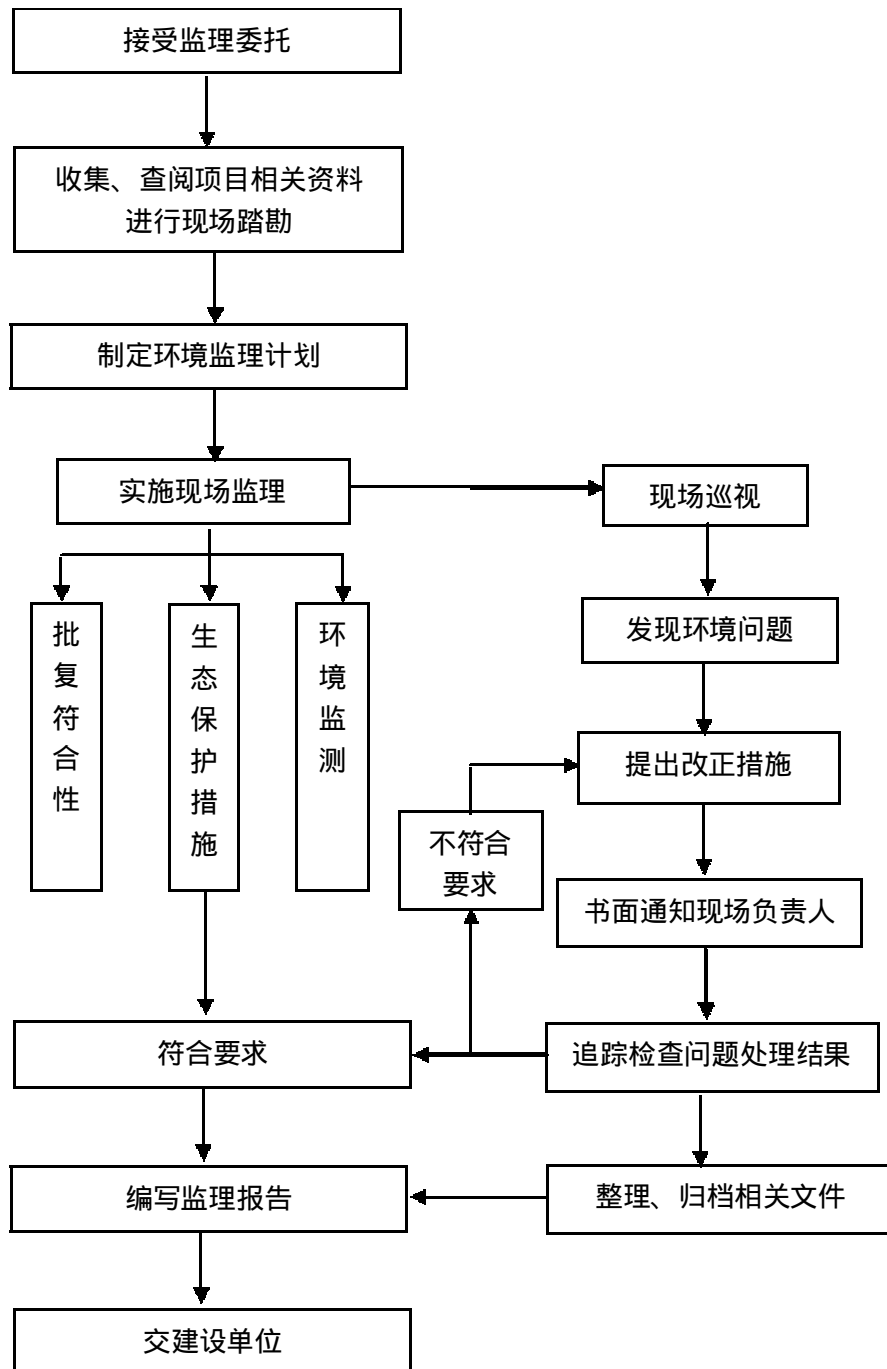 接受监理委托
收集、查阅项目相关资料
进行现场踏勘
制定环境监理计划
实施现场监理
现场巡视
批复符合性
生态保护措施
环境监测
发现环境问题
提出改正措施
不符合
要求
书面通知现场负责人
符合要求
追踪检查问题处理结果
编写监理报告
整理、归档相关文件
交建设单位